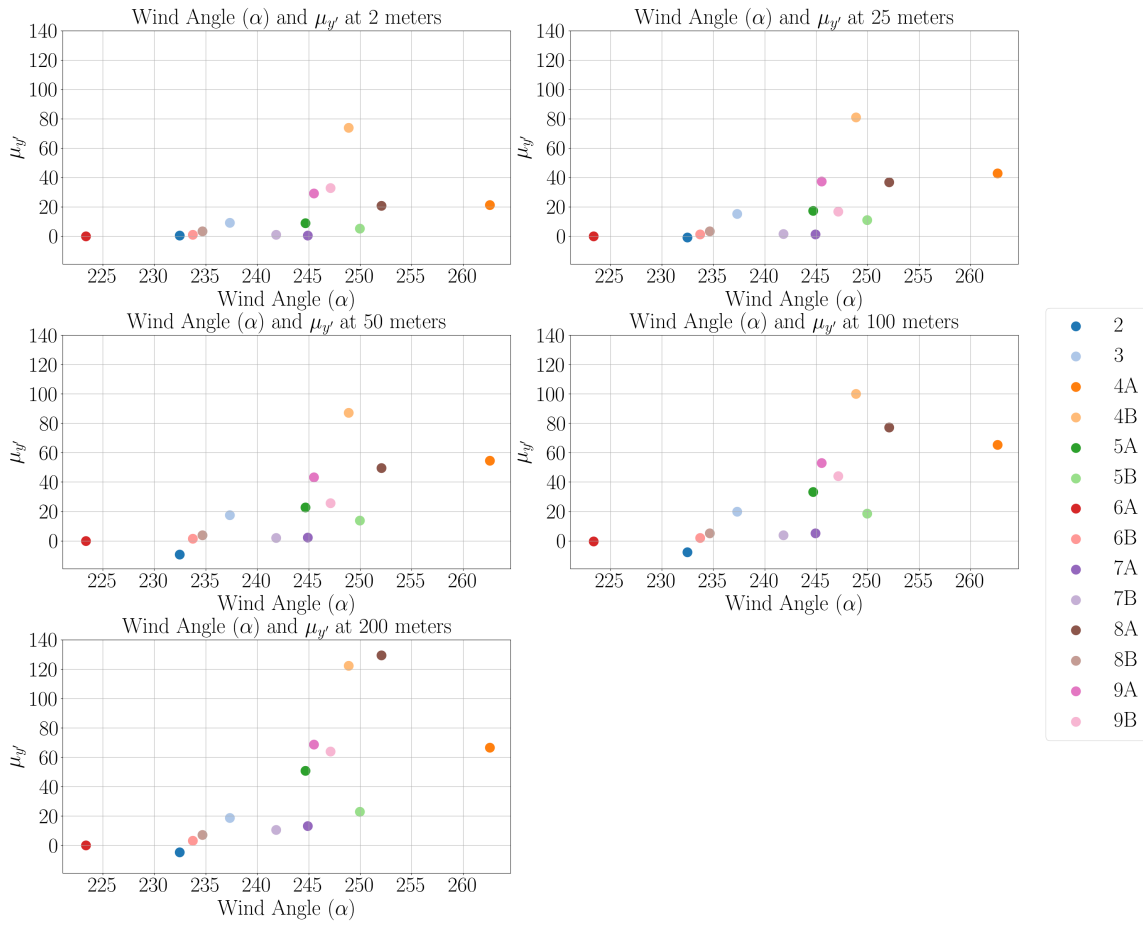 Wind Angle (α) and μy′ at 2 meters
140
120
100
80
60
40
20
0
μy′
225 230 235 240 245 250 255 260
Wind Angle (α)
Wind Angle (α) and μy′ at 25 meters
140
120
100
80
60
40
20
0
μy′
225 230 235 240 245 250 255 260
Wind Angle (α)
Wind Angle (α) and μy′ at 50 meters
140
120
100
80
60
40
20
0
μy′
225 230 235 240 245 250 255 260
Wind Angle (α)
Wind Angle (α) and μy′ at 100 meters
140
120
100
80
60
40
20
0
μy′
225 230 235 240 245 250 255 260
Wind Angle (α)
Wind Angle (α) and μy′ at 200 meters
140
120
100
80
60
40
20
0
μy′
225 230 235 240 245 250 255 260
Wind Angle (α)
2
3
4A
4B
5A
5B
6A
6B
7A
7B
8A
8B
9A
9B